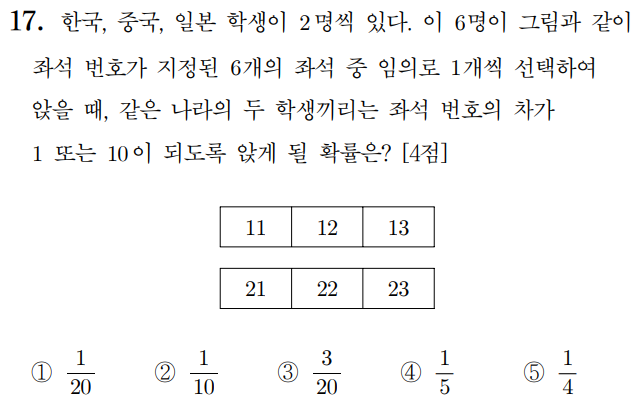 17. 한국, 중국, 일본 학생이 2명씩 있다. 이 6명이 그림과 같이
좌석 번호가 지정된 6개의 좌석 중 임의로 1개씩 선택하여
앉을 때, 같은 나라의 두 학생끼리는 좌석 번호의 차가
1 또는 10이 되도록 앉게 될 확률은? [4점]
11 12 13
21 22 23
① 1/20 ② 1/10 ③ 3/20 ④ 1/5 ⑤ 1/4